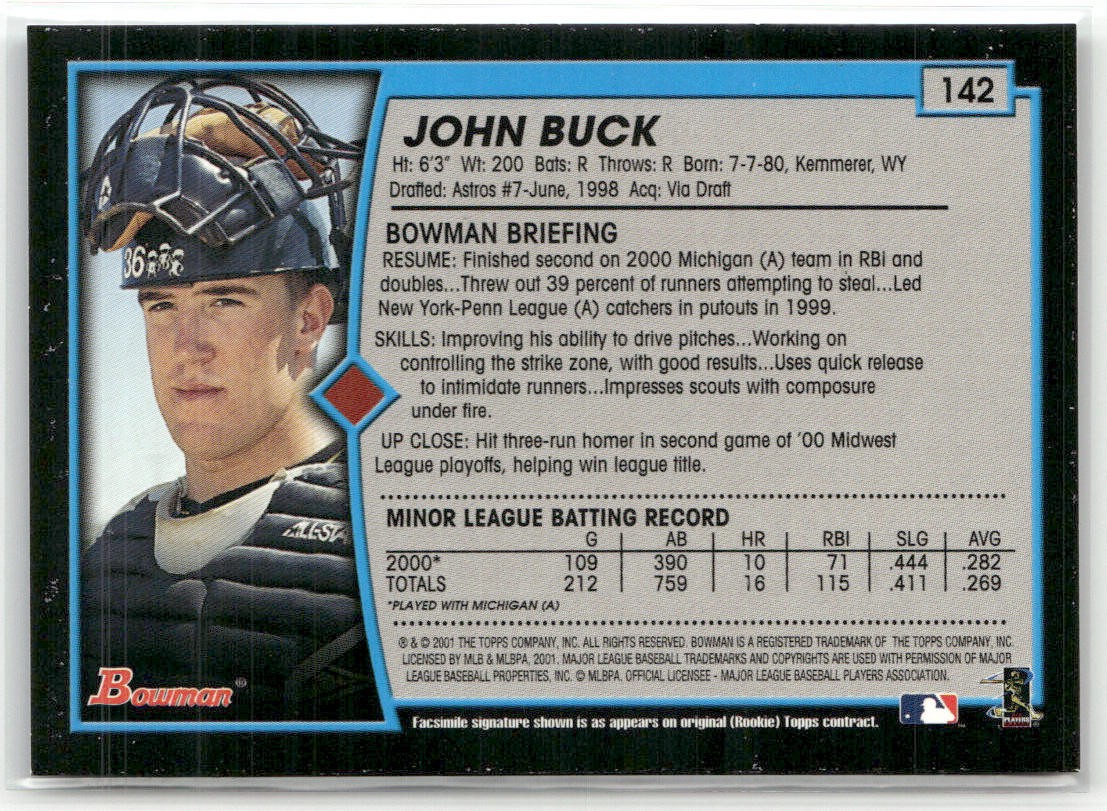 142
JOHN BUCK
Ht: 6'3" Wt: 200 Bats: R Throws: R Born: 7-7-80, Kemmerer, WY
Drafted: Astros #7-June, 1998 Acq: Via Draft
BOWMAN BRIEFING
RESUME: Finished second on 2000 Michigan (A) team in RBI and
doubles...Threw out 39 percent of runners attempting to steal...Led
New York-Penn League (A) catchers in putouts in 1999.
SKILLS: Improving his ability to drive pitches...Working on
controlling the strike zone, with good results...Uses quick release
to intimidate runners...Impresses scouts with composure
under fire.
UP CLOSE: Hit three-run homer in second game of '00 Midwest
League playoffs, helping win league title.
MINOR LEAGUE BATTING RECORD
G AB HR RBI SLG AVG
2000* 109 390 10 71 .444 .282
TOTALS 212 759 16 115 .411 .269
*PLAYED WITH MICHIGAN (A)
® & © 2001 THE TOPPS COMPANY, INC. ALL RIGHTS RESERVED. BOWMAN IS A REGISTERED TRADEMARK OF THE TOPPS COMPANY, INC.
LICENSED BY MLB & MLBPA, 2001. MAJOR LEAGUE BASEBALL TRADEMARKS AND COPYRIGHTS ARE USED WITH PERMISSION OF MAJOR
LEAGUE BASEBALL PROPERTIES, INC. © MLBPA. OFFICIAL LICENSEE - MAJOR LEAGUE BASEBALL PLAYERS ASSOCIATION.
Facsimile signature shown is as appears on original (Rookie) Topps contract.
36
ALL-STA
Bowman®
PLAYERS